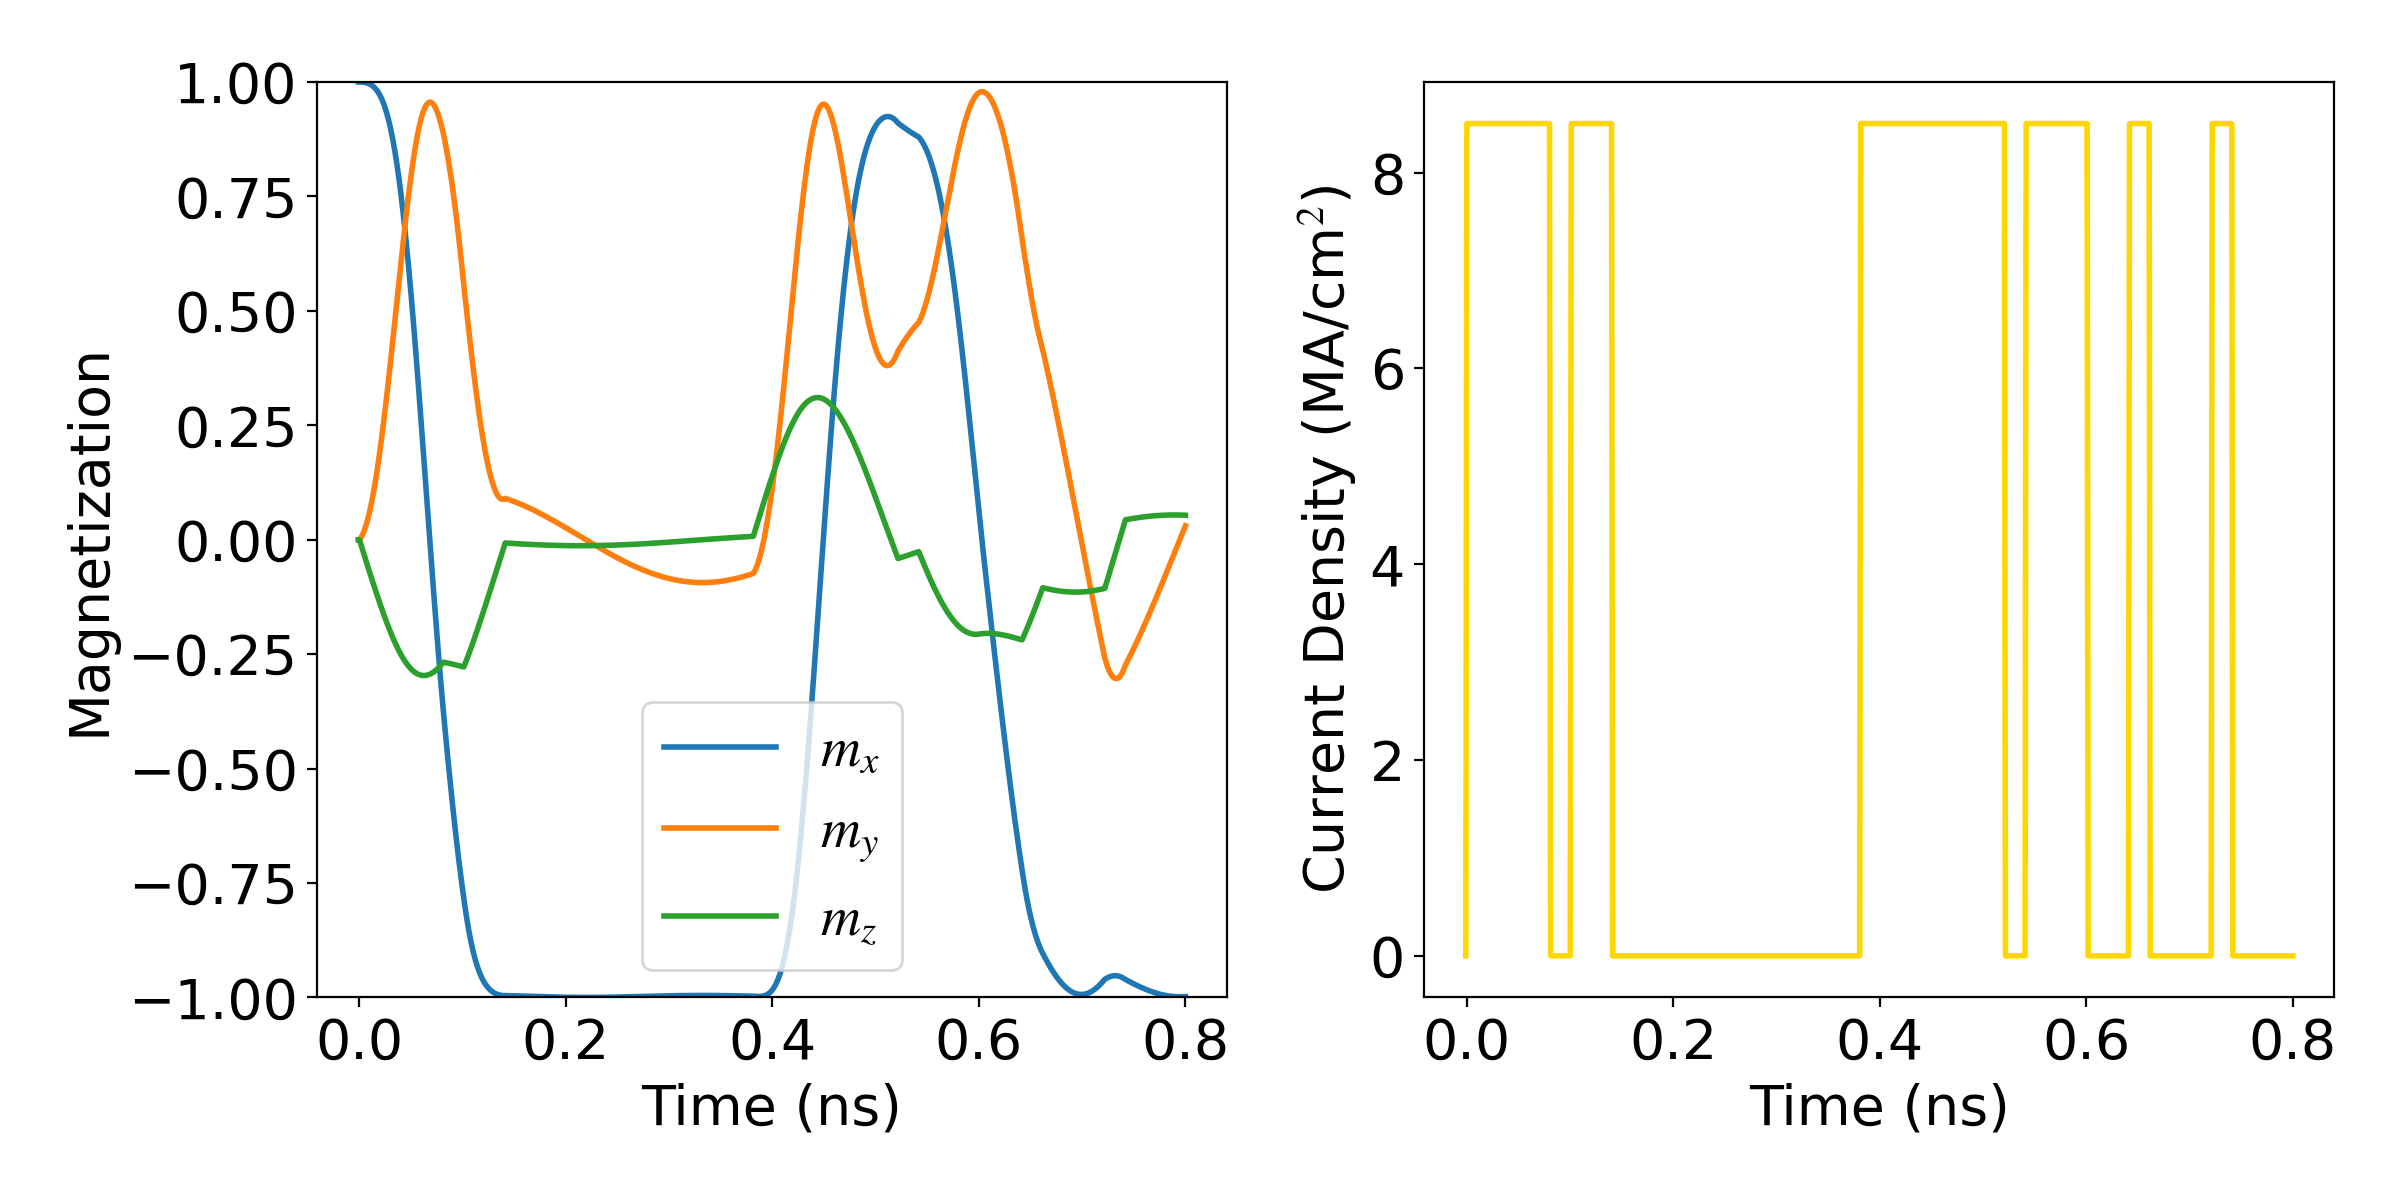 Magnetization
1.00
0.75
0.50
0.25
0.00
−0.25
−0.50
−0.75
−1.00
0.0 0.2 0.4 0.6 0.8
Time (ns)
$m_x$
$m_y$
$m_z$
Current Density (MA/cm²)
8
6
4
2
0
0.0 0.2 0.4 0.6 0.8
Time (ns)